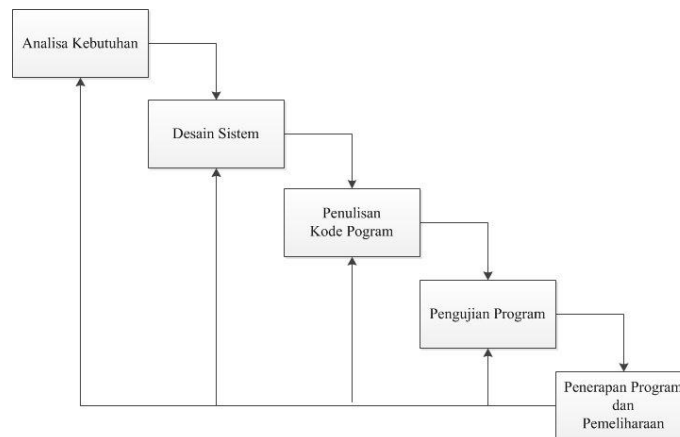 Analisa Kebutuhan
Desain Sistem
Penulisan
Kode Pogram
Pengujian Program
Penerapan Program
dan
Pemeliharaan